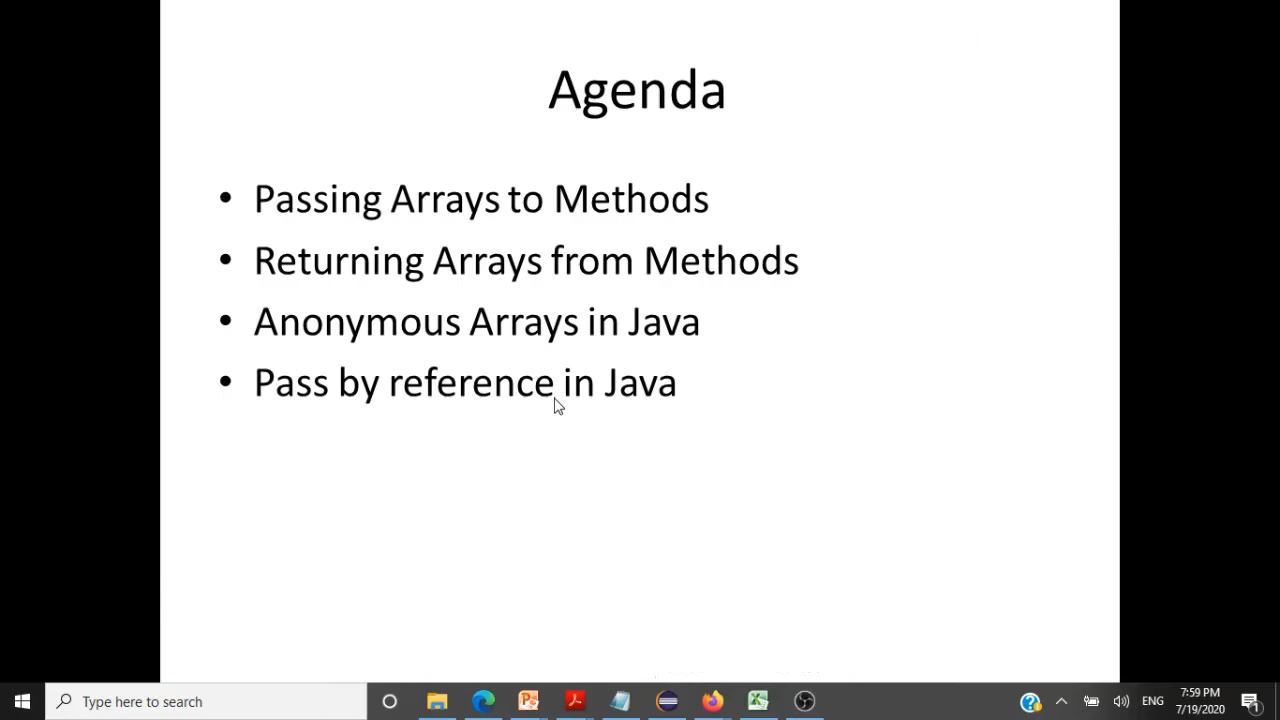 Agenda
• Passing Arrays to Methods
• Returning Arrays from Methods
• Anonymous Arrays in Java
• Pass by reference in Java
Type here to search
ENG
7:59 PM
7/19/2020
1